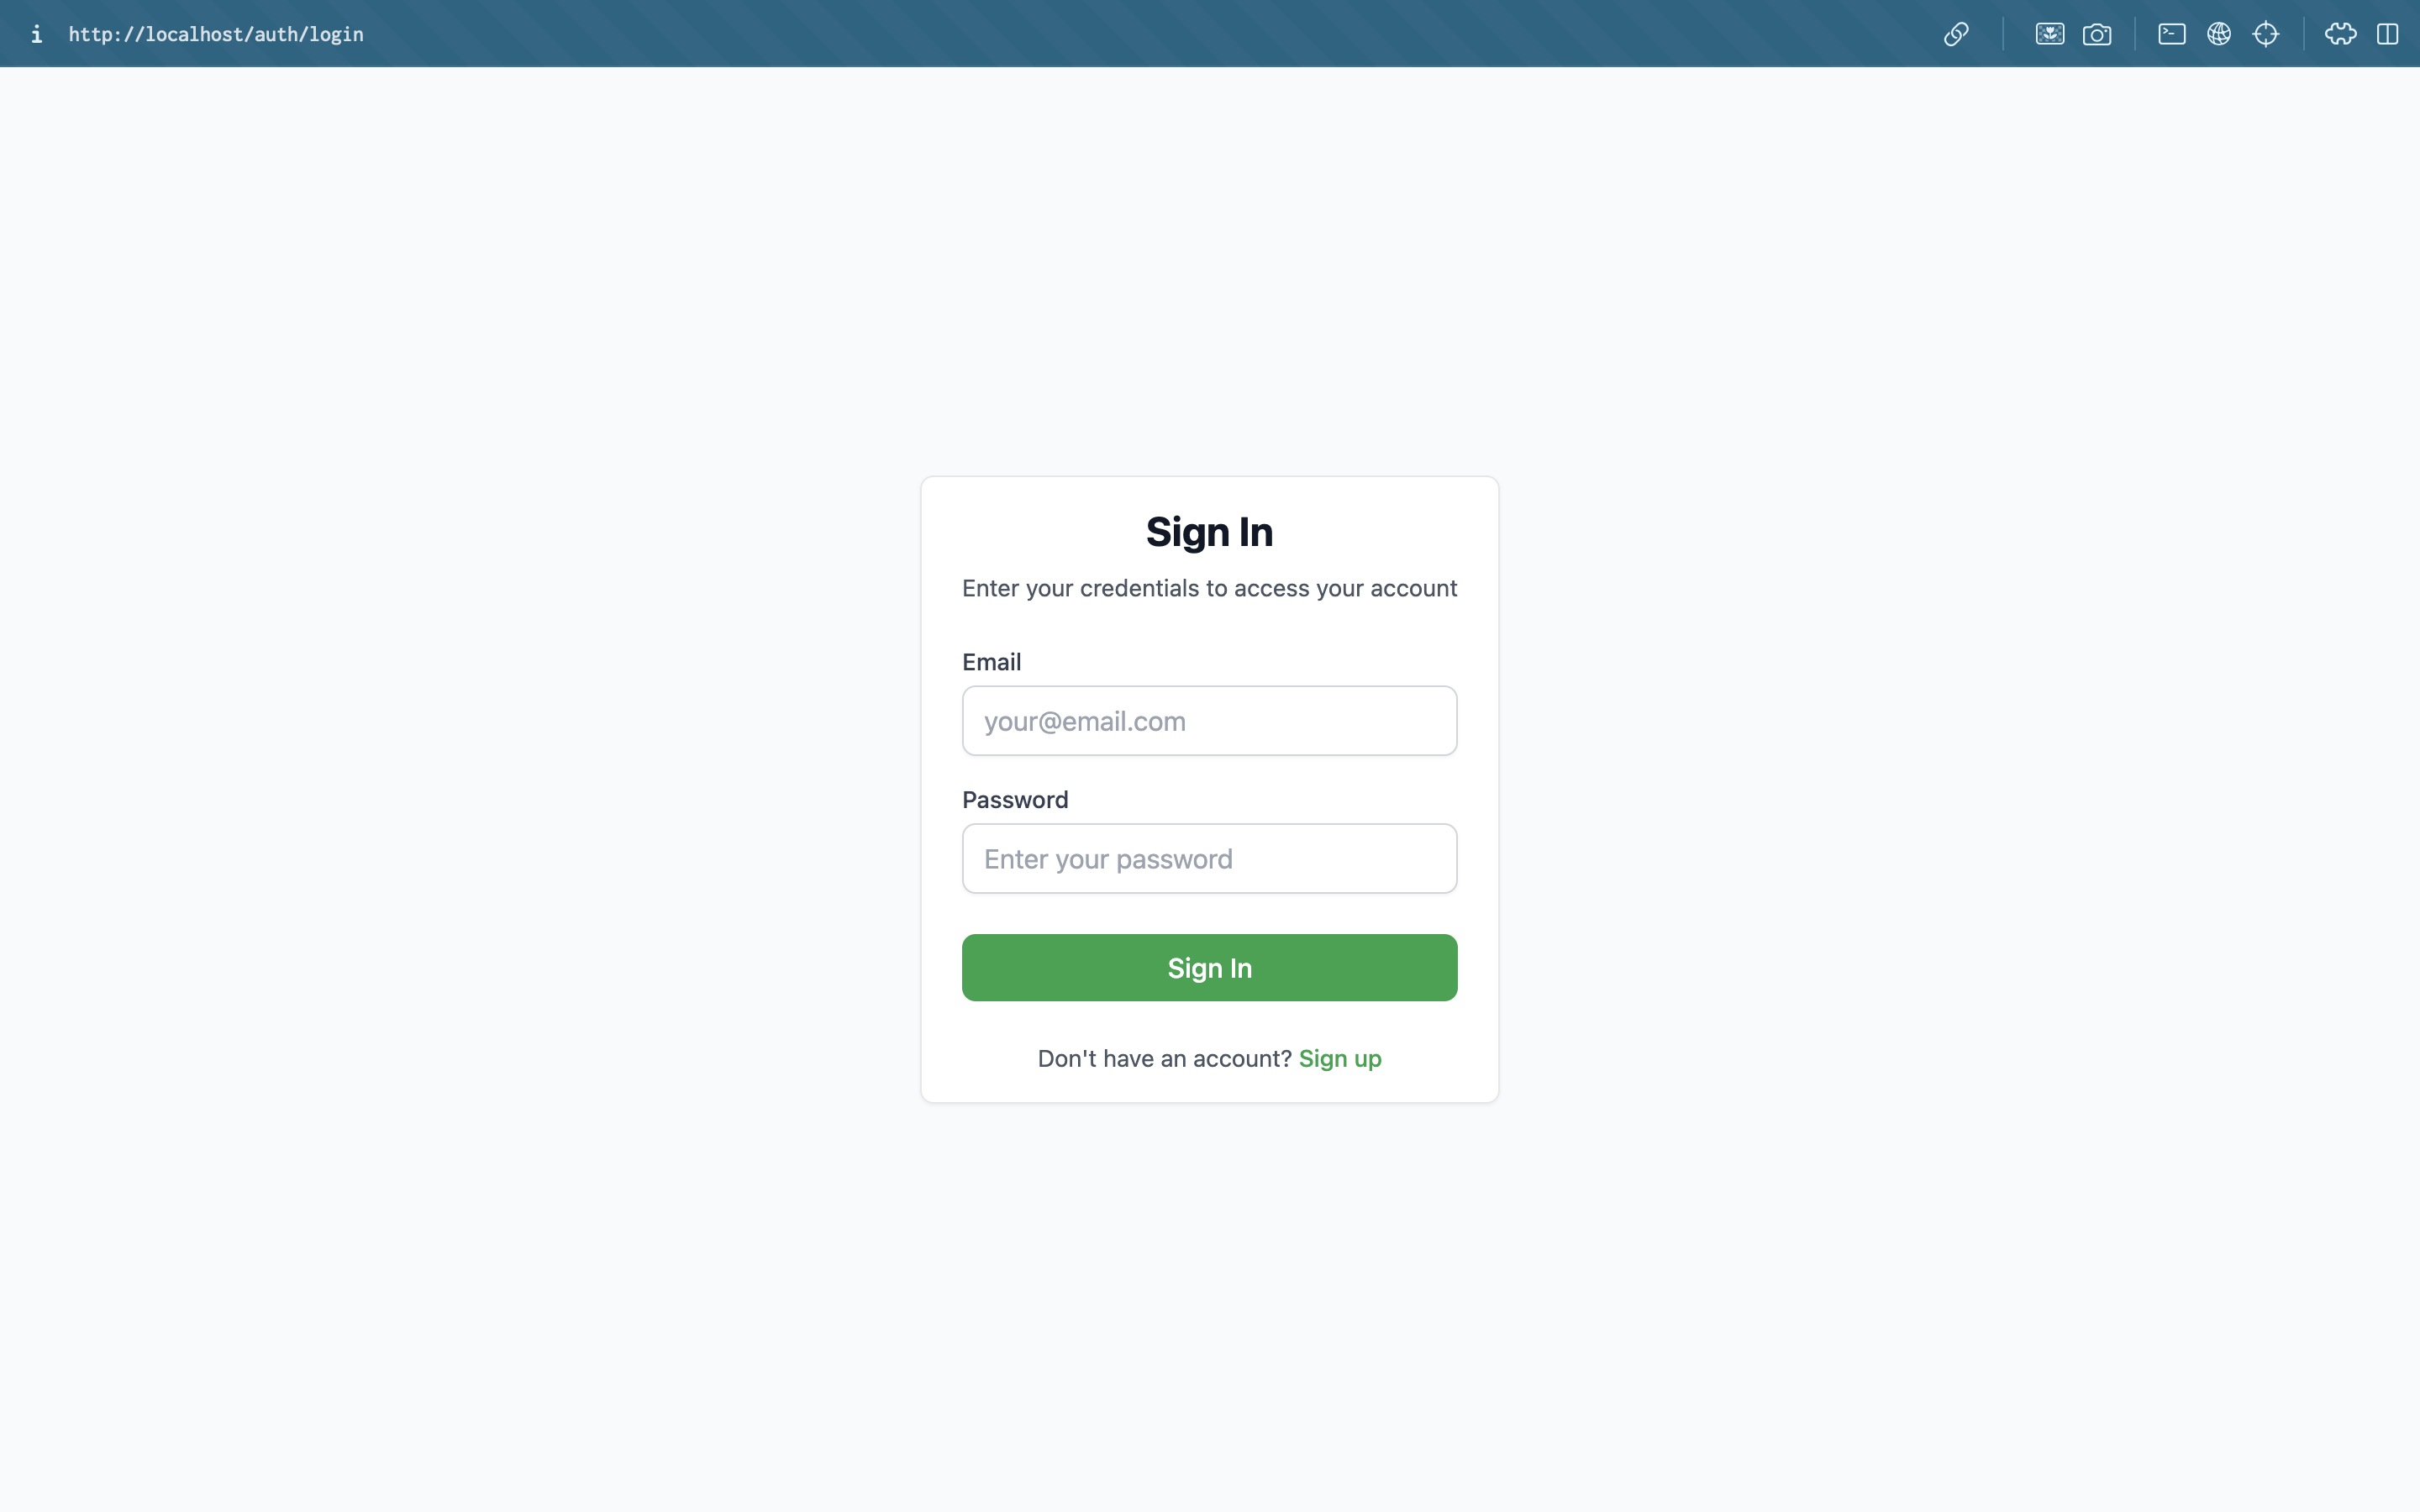 http://localhost/auth/login
Sign In
Enter your credentials to access your account
Email
your@email.com
Password
Enter your password
Sign In
Don't have an account? Sign up